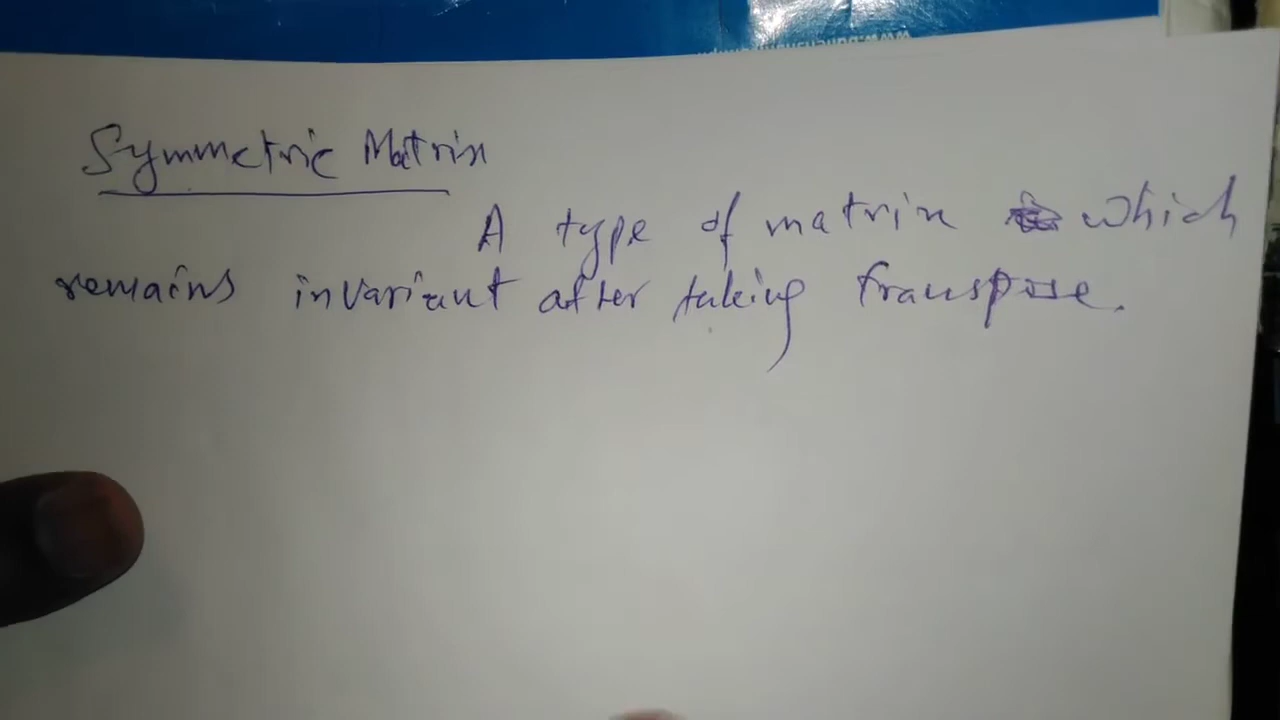 Symmetric Matrix
A type of matrix which
remains invariant after taking transpose.